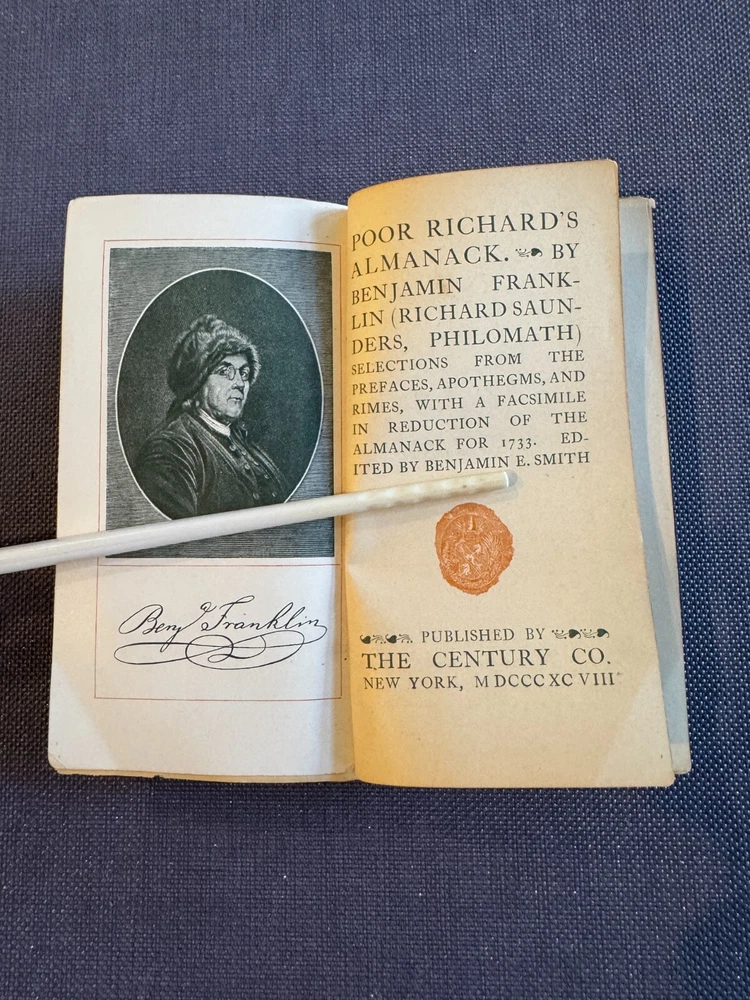 Benjᵃ Franklin
POOR RICHARD'S
ALMANACK. BY
BENJAMIN FRANK-
LIN (RICHARD SAUN-
DERS, PHILOMATH)
SELECTIONS FROM THE
PREFACES, APOTHEGMS, AND
RIMES, WITH A FACSIMILE
IN REDUCTION OF THE
ALMANACK FOR 1733. ED-
ITED BY BENJAMIN E. SMITH
PUBLISHED BY
THE CENTURY CO.
NEW YORK, MDCCCXCVIII